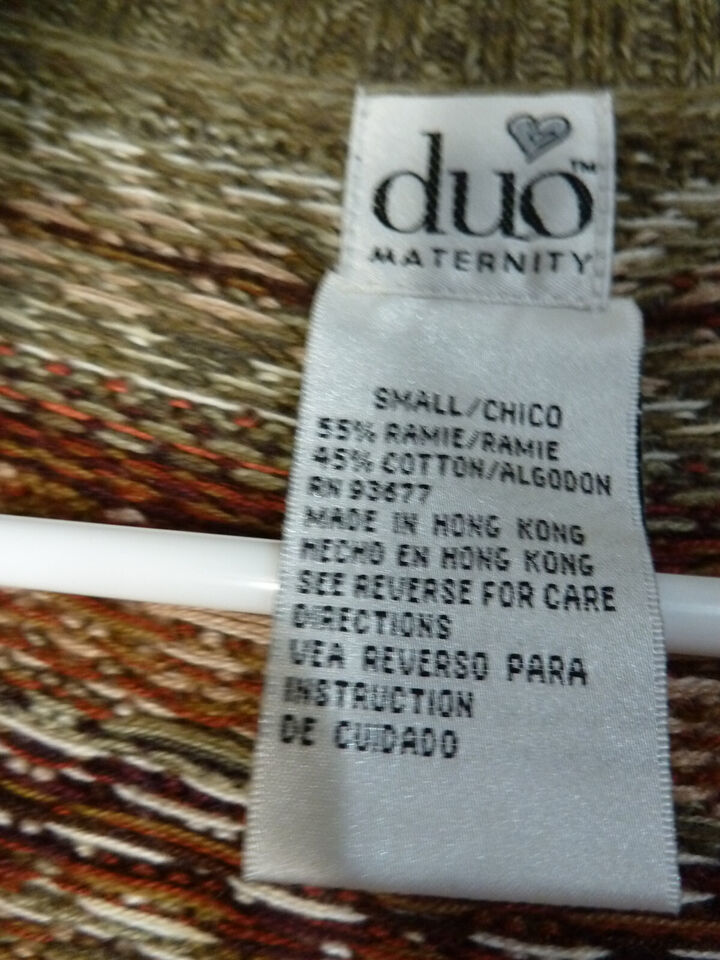 duo™
MATERNITY
SMALL/CHICO
55% RAMIE/RAMIE
45% COTTON/ALGODON
RN 93677
MADE IN HONG KONG
HECHO EN HONG KONG
SEE REVERSE FOR CARE
DIRECTIONS
VEA REVERSO PARA
INSTRUCTION
DE CUIDADO